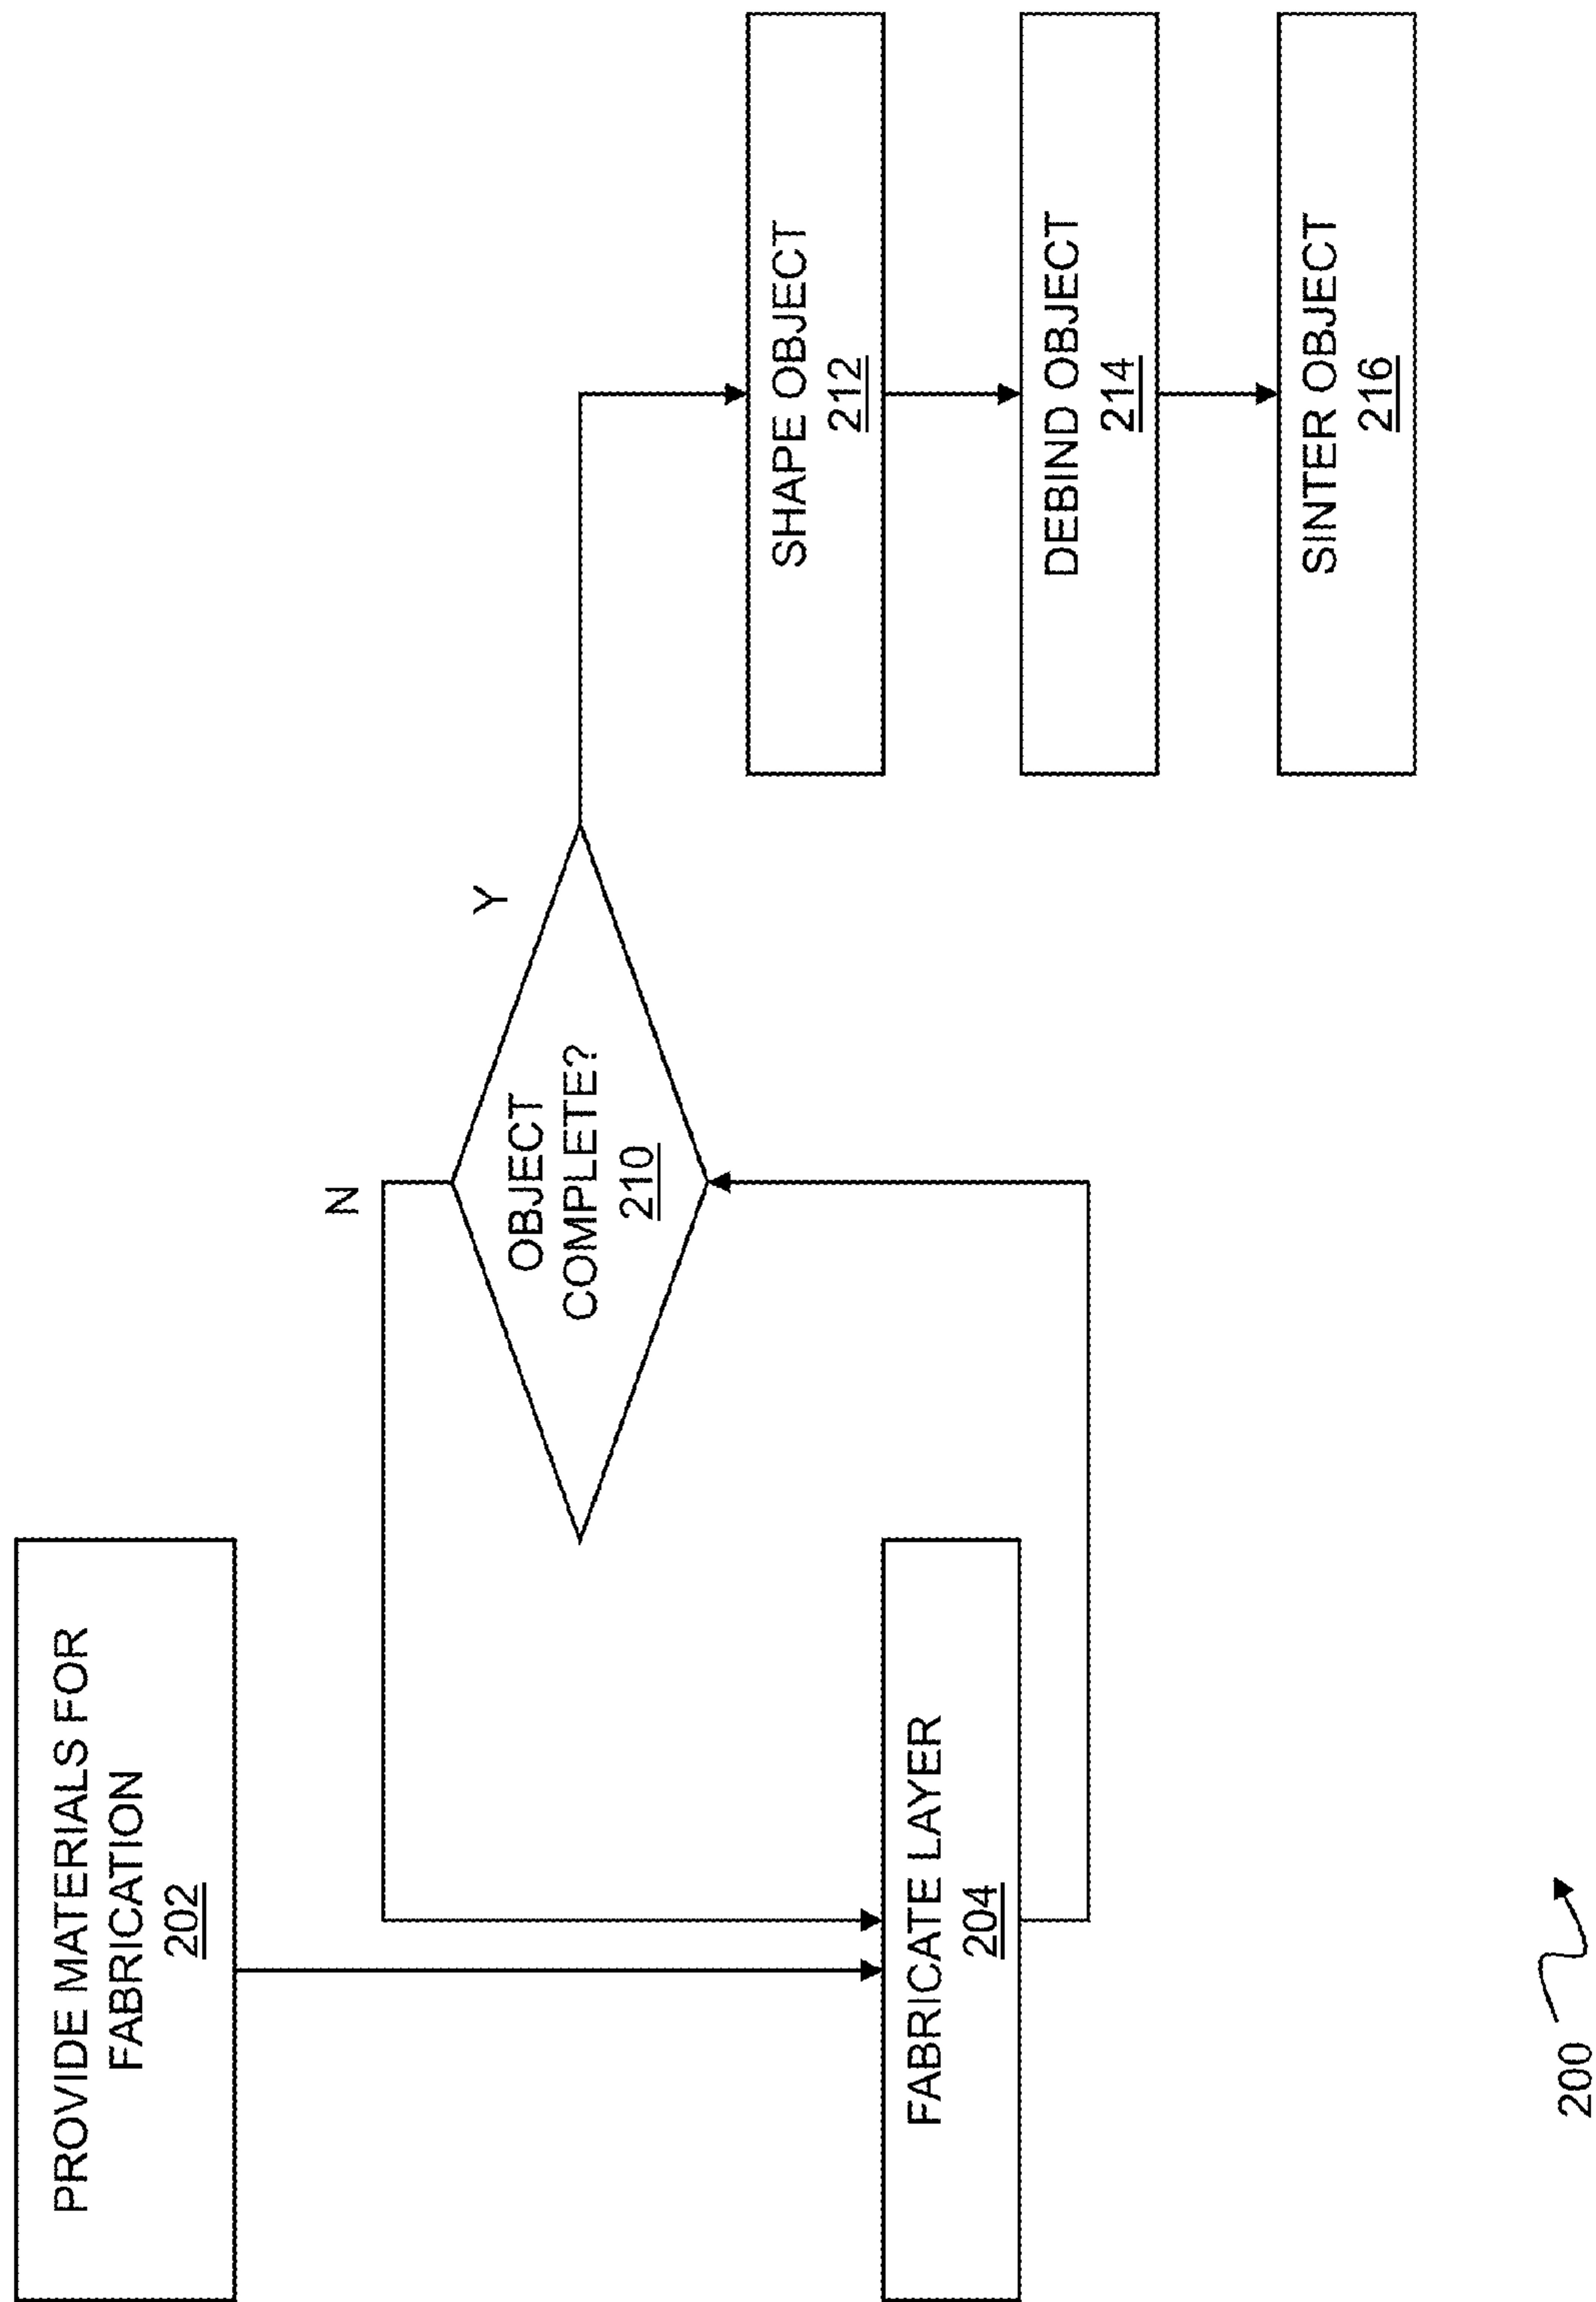 PROVIDE MATERIALS FOR
FABRICATION
202
FABRICATE LAYER
204
N
OBJECT
COMPLETE?
210
Y
SHAPE OBJECT
212
DEBIND OBJECT
214
SINTER OBJECT
216
200